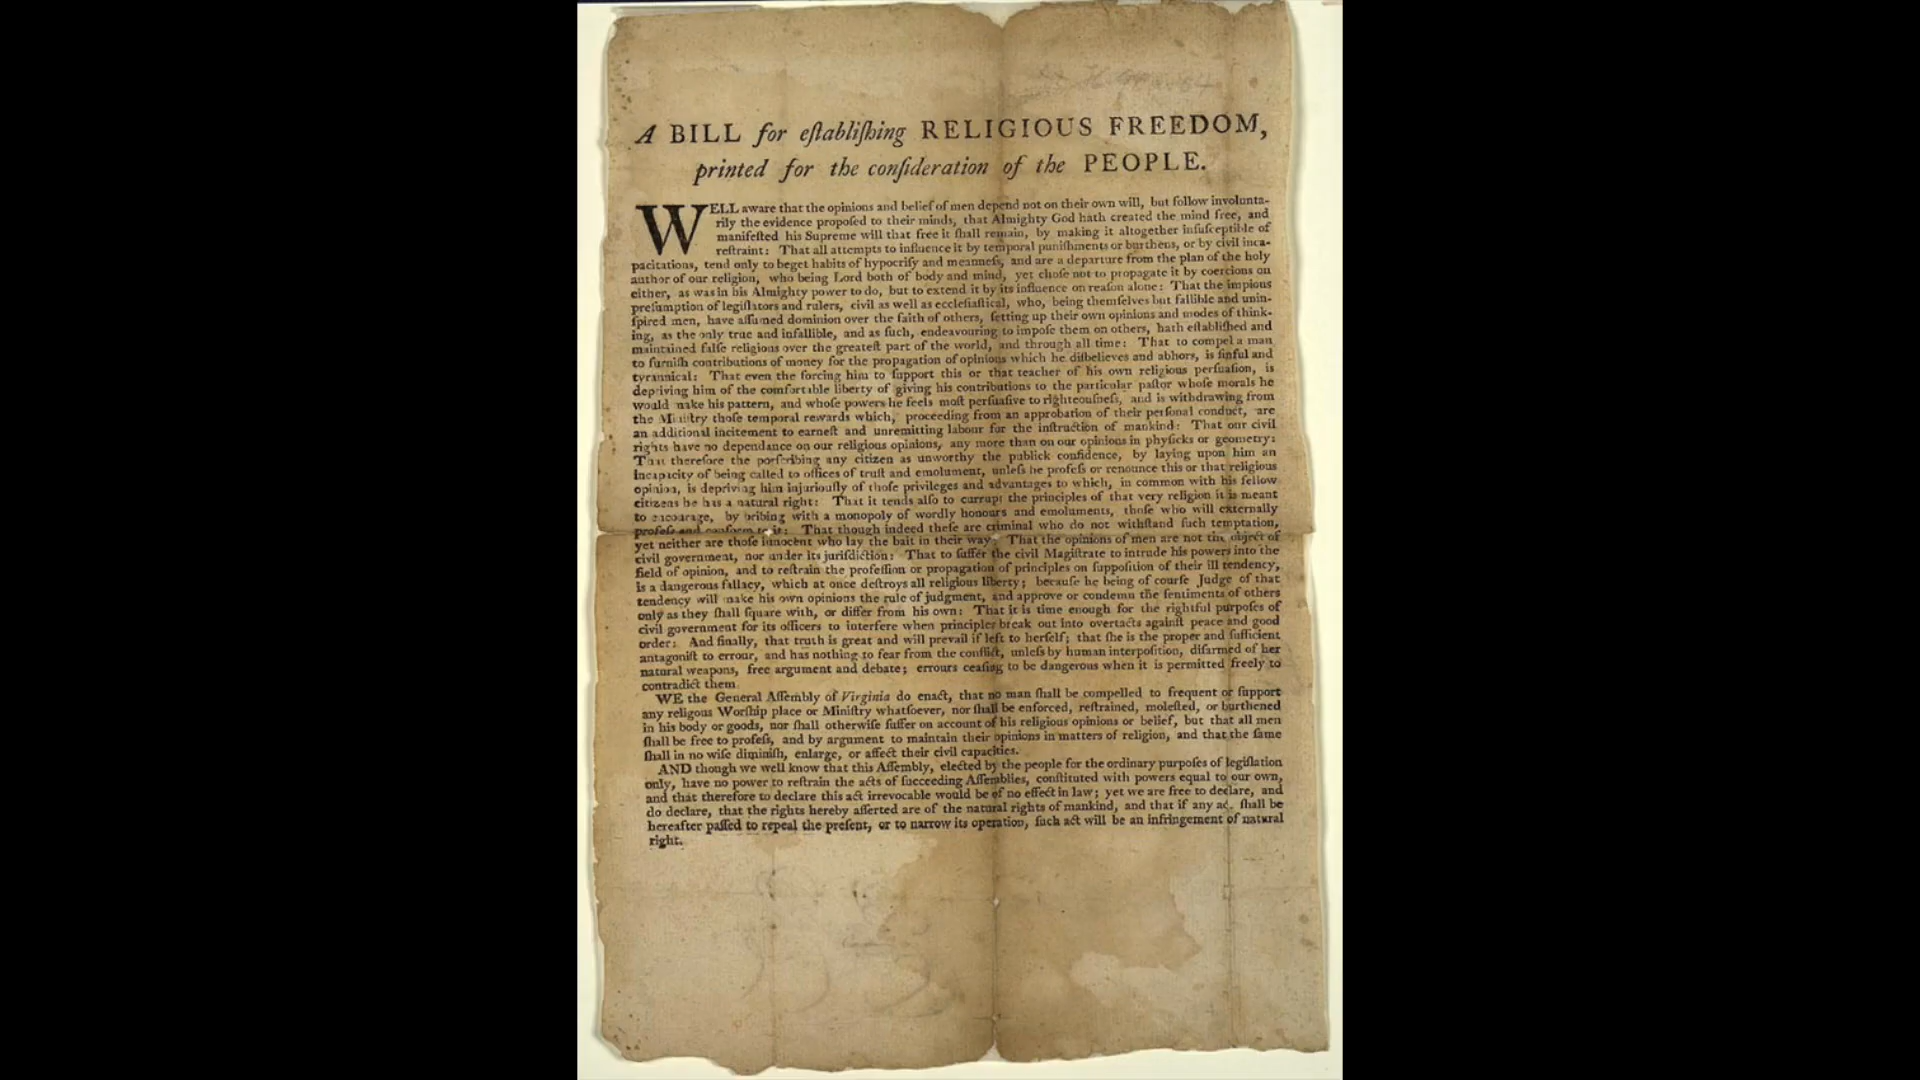 A BILL for eſtabliſhing RELIGIOUS FREEDOM,
printed for the conſideration of the PEOPLE.
WELL aware that the opinions and belief of men depend not on their own will, but follow involunta-
rily the evidence propoſed to their minds, that Almighty God hath created the mind free, and
manifeſted his Supreme will that free it ſhall remain, by making it altogether inſuſceptible of
reſtraint: That all attempts to influence it by temporal puniſhments or burthens, or by civil inca-
pacitations, tend only to beget habits of hypocriſy and meanneſs, and are a departure from the plan of the holy
author of our religion, who being Lord both of body and mind, yet choſe not to propagate it by coercions on
either, as was in his Almighty power to do, but to extend it by its influence on reaſon alone: That the impious
preſumption of legiſlators and rulers, civil as well as eccleſiaſtical, who, being themſelves but fallible and unin-
ſpired men, have aſſumed dominion over the faith of others, ſetting up their own opinions and modes of think-
ing, as the only true and infallible, and as ſuch, endeavouring to impoſe them on others, hath eſtabliſhed and
maintained falſe religions over the greateſt part of the world, and through all time: That to compel a man
to furniſh contributions of money for the propagation of opinions which he diſbelieves and abhors, is ſinful and
tyrannical: That even the forcing him to ſupport this or that teacher of his own religious perſuaſion, is
depriving him of the comfortable liberty of giving his contributions to the particular paſtor whoſe morals he
would make his pattern, and whoſe powers he feels moſt perſuaſive to righteouſneſs, and is withdrawing from
the Miniſtry thoſe temporal rewards which, proceeding from an approbation of their perſonal conduct, are
an additional incitement to earneſt and unremitting labour for the inſtruction of mankind: That our civil
rights have no dependance on our religious opinions, any more than on our opinions in phyſicks or geometry:
That therefore the porſcribing any citizen as unworthy the publick confidence, by laying upon him an
incapacity of being called to offices of truſt and emolument, unleſs he profeſs or renounce this or that religious
opinion, is depriving him injuriouſly of thoſe privileges and advantages to which, in common with his fellow
citizens he has a natural right: That it tends alſo to currupt the principles of that very religion it is meant
to encourage, by bribing with a monopoly of wordly honours and emoluments, thoſe who will externally
profeſs and conform to it: That though indeed theſe are criminal who do not withſtand ſuch temptation,
yet neither are thoſe innocent who lay the bait in their way: That the opinions of men are not the object of
civil government, nor under its juriſdiction: That to ſuffer the civil Magiſtrate to intrude his powers into the
field of opinion, and to reſtrain the profeſſion or propagation of principles on ſuppoſition of their ill tendency,
is a dangerous fallacy, which at once deſtroys all religious liberty; becauſe he being of courſe Judge of that
tendency will make his own opinions the rule of judgment, and approve or condemn the ſentiments of others
only as they ſhall ſquare with, or differ from his own: That it is time enough for the rightful purpoſes of
civil government for its officers to interfere when principles break out into overtacts againſt peace and good
order: And finally, that truth is great and will prevail if left to herſelf; that ſhe is the proper and ſufficient
antagoniſt to errour, and has nothing to fear from the conflict, unleſs by human interpoſition, diſarmed of her
natural weapons, free argument and debate; errours ceaſing to be dangerous when it is permitted freely to
contradict them.
WE the General Aſſembly of Virginia do enact, that no man ſhall be compelled to frequent or ſupport
any religous Worſhip place or Miniſtry whatſoever, nor ſhall be enforced, reſtrained, moleſted, or burthened
in his body or goods, nor ſhall otherwiſe ſuffer on account of his religious opinions or belief, but that all men
ſhall be free to profeſs, and by argument to maintain their opinions in matters of religion, and that the ſame
ſhall in no wiſe diminiſh, enlarge, or affect their civil capacities.
AND though we well know that this Aſſembly, elected by the people for the ordinary purpoſes of legiſlation
only, have no power to reſtrain the acts of ſucceeding Aſſemblies, conſtituted with powers equal to our own,
and that therefore to declare this act irrevocable would be of no effect in law; yet we are free to declare, and
do declare, that the rights hereby aſſerted are of the natural rights of mankind, and that if any act ſhall be
hereafter paſſed to repeal the preſent, or to narrow its operation, ſuch act will be an infringement of natural
right.